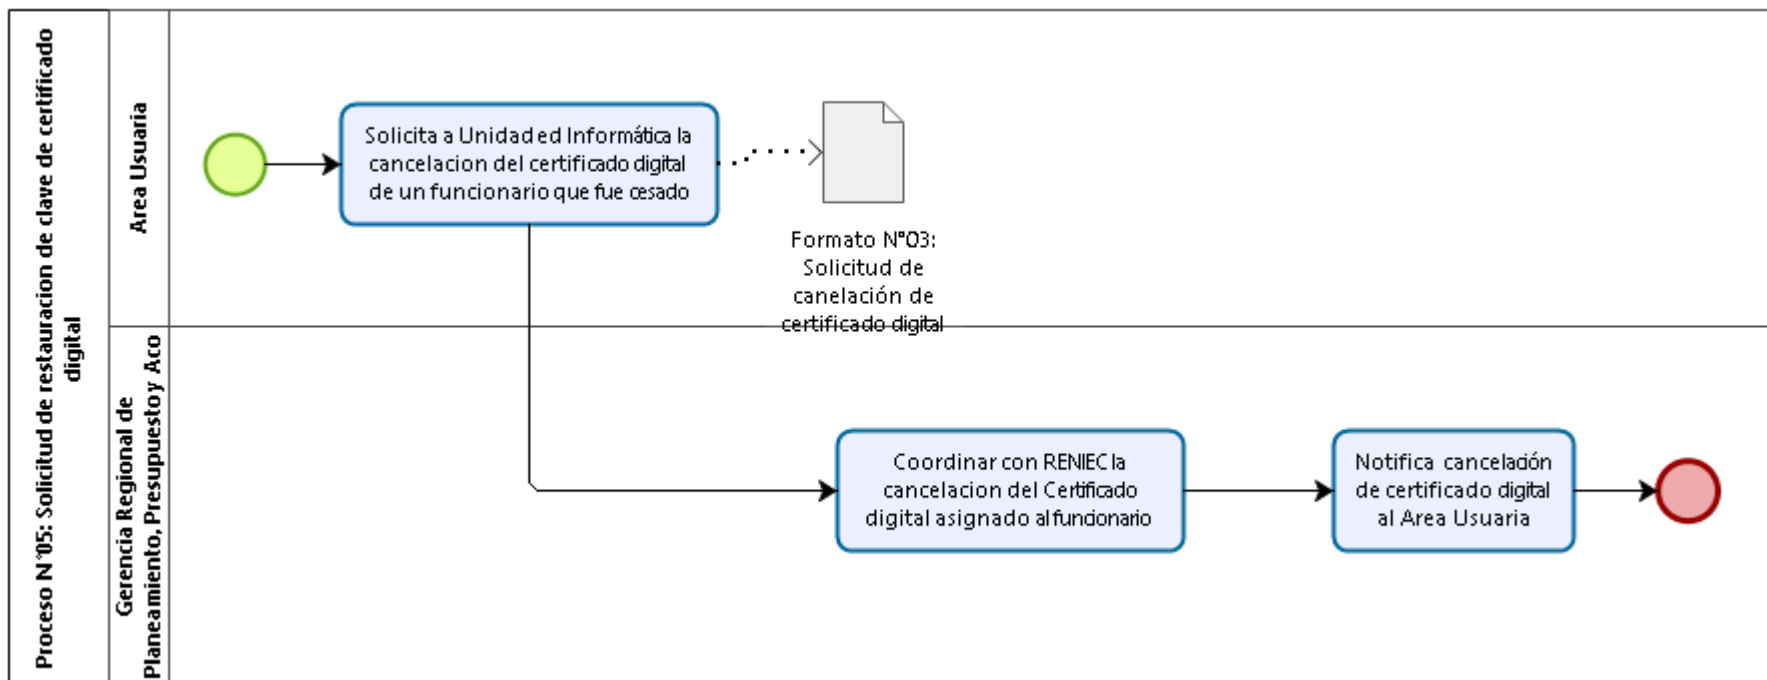 Proceso N°05: Solicitud de restauracion de clave de certificado
digital
Area Usuaria
Solicita a Unidad ed Informática la
cancelacion del certificado digital
de un funcionario que fue cesado
Formato N°03:
Solicitud de
canelación de
certificado digital
Gerencia Regional de
Planeamiento, Presupuesto y Aco
Coordinar con RENIEC la
cancelacion del Certificado
digital asignado al funcionario
Notifica cancelación
de certificado digital
al Area Usuaria